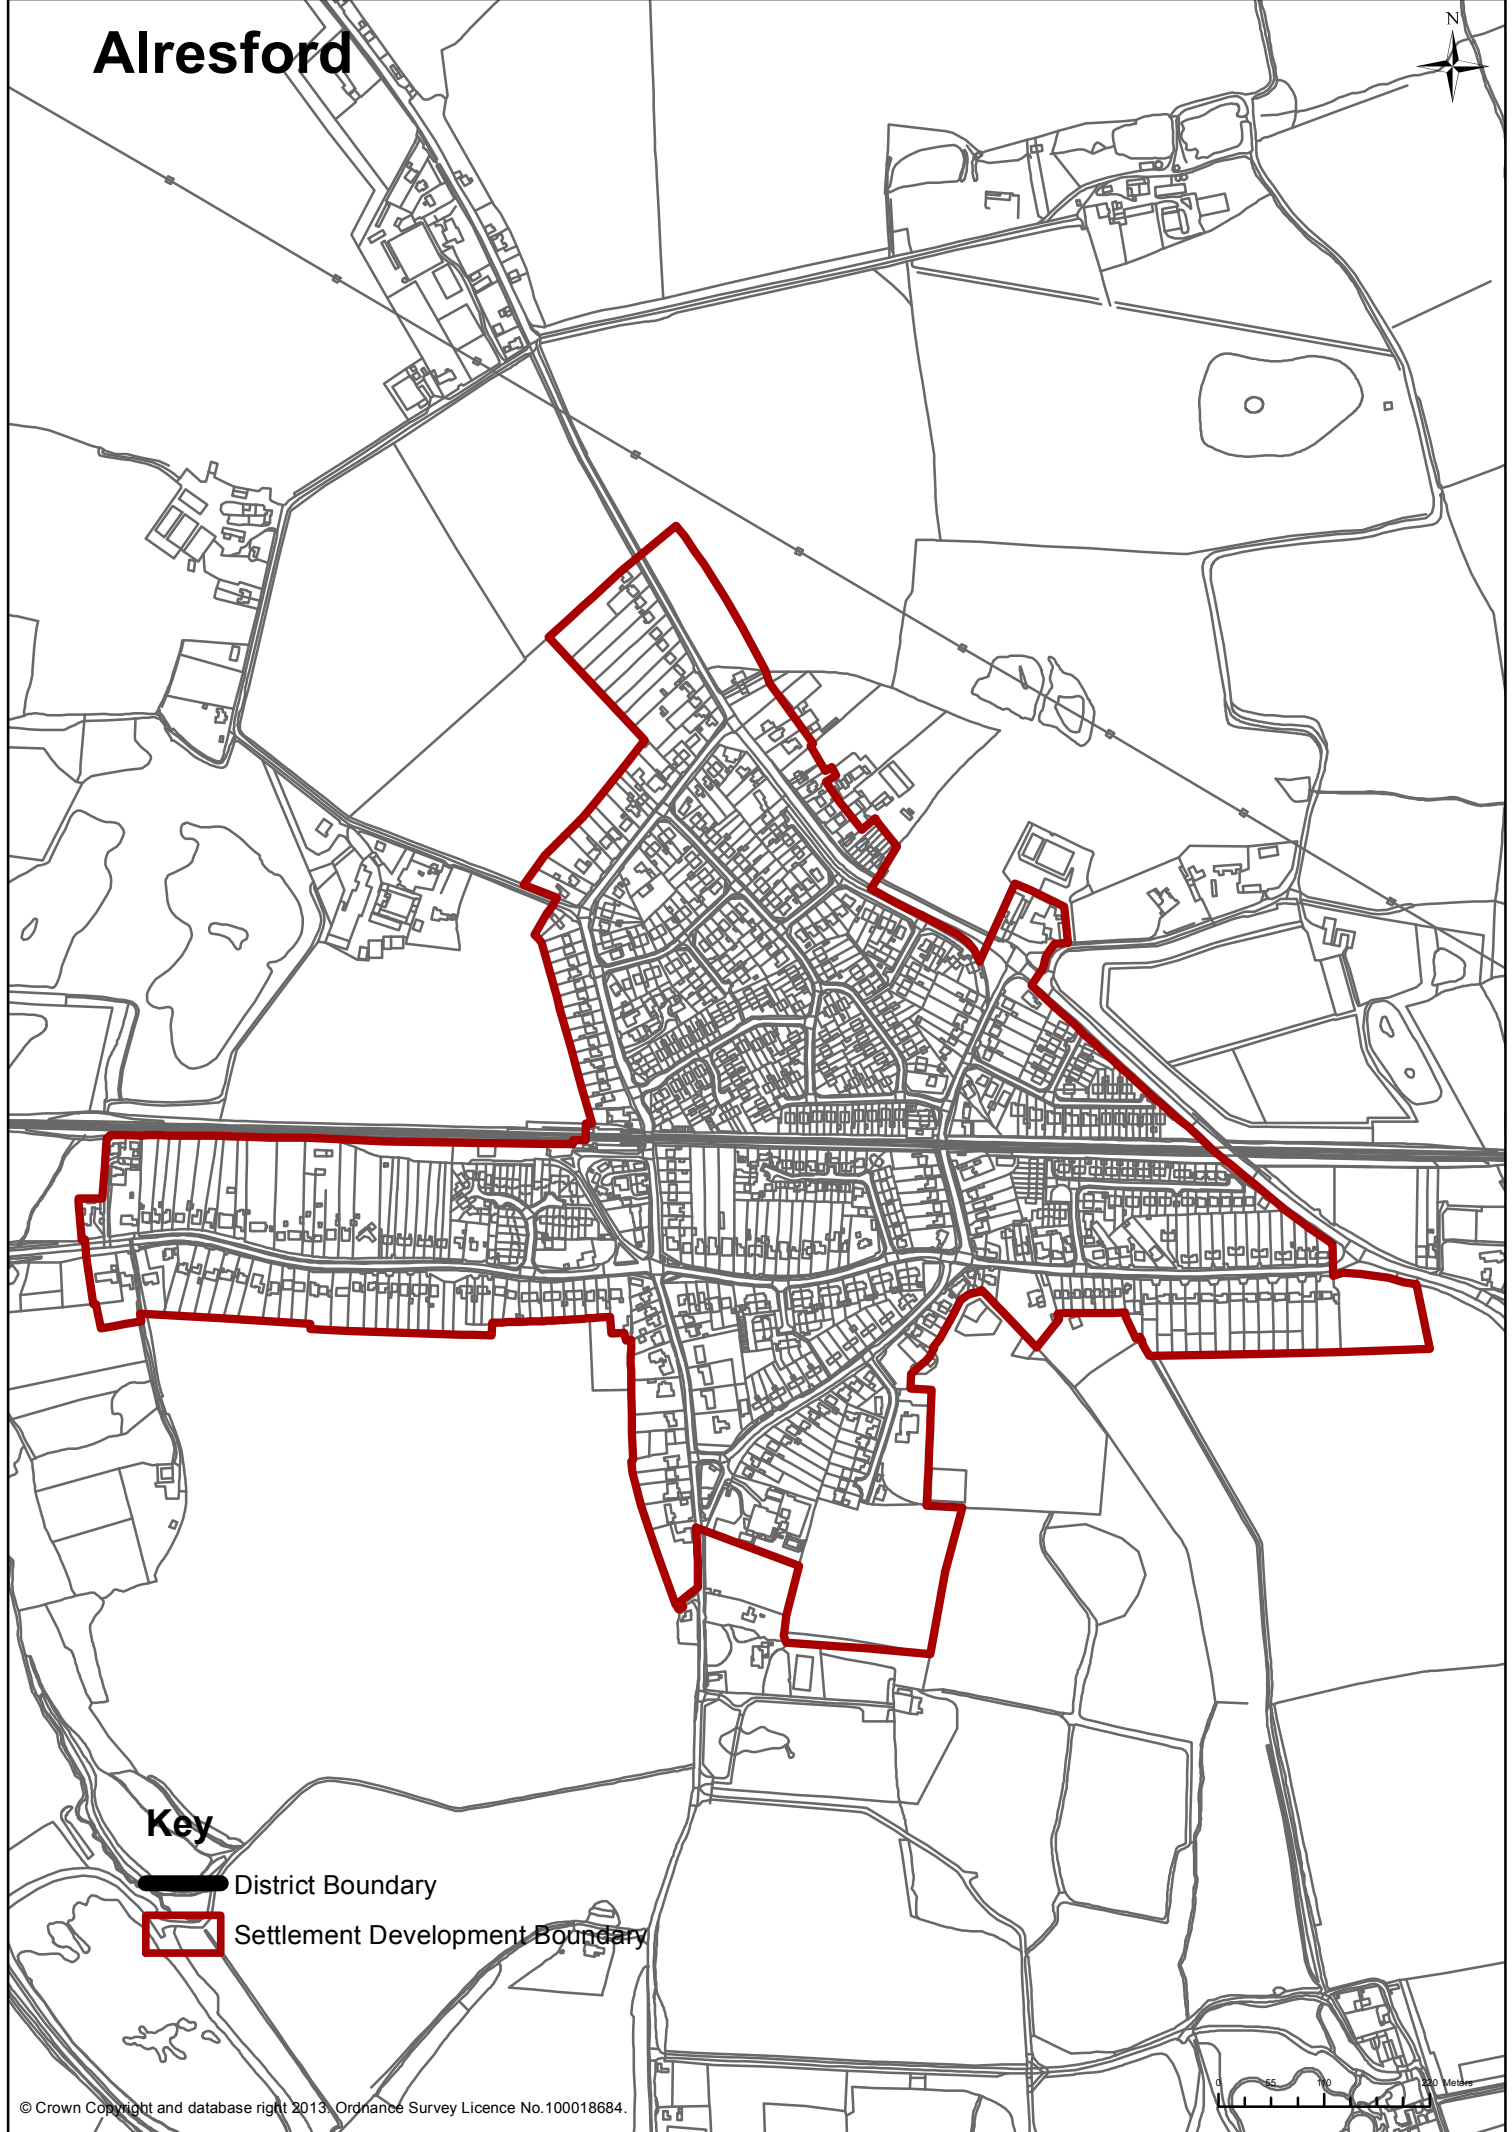 Alresford
N
Key
District Boundary
Settlement Development Boundary
0 55 110 220 Meters
© Crown Copyright and database right 2013. Ordnance Survey Licence No.100018684.